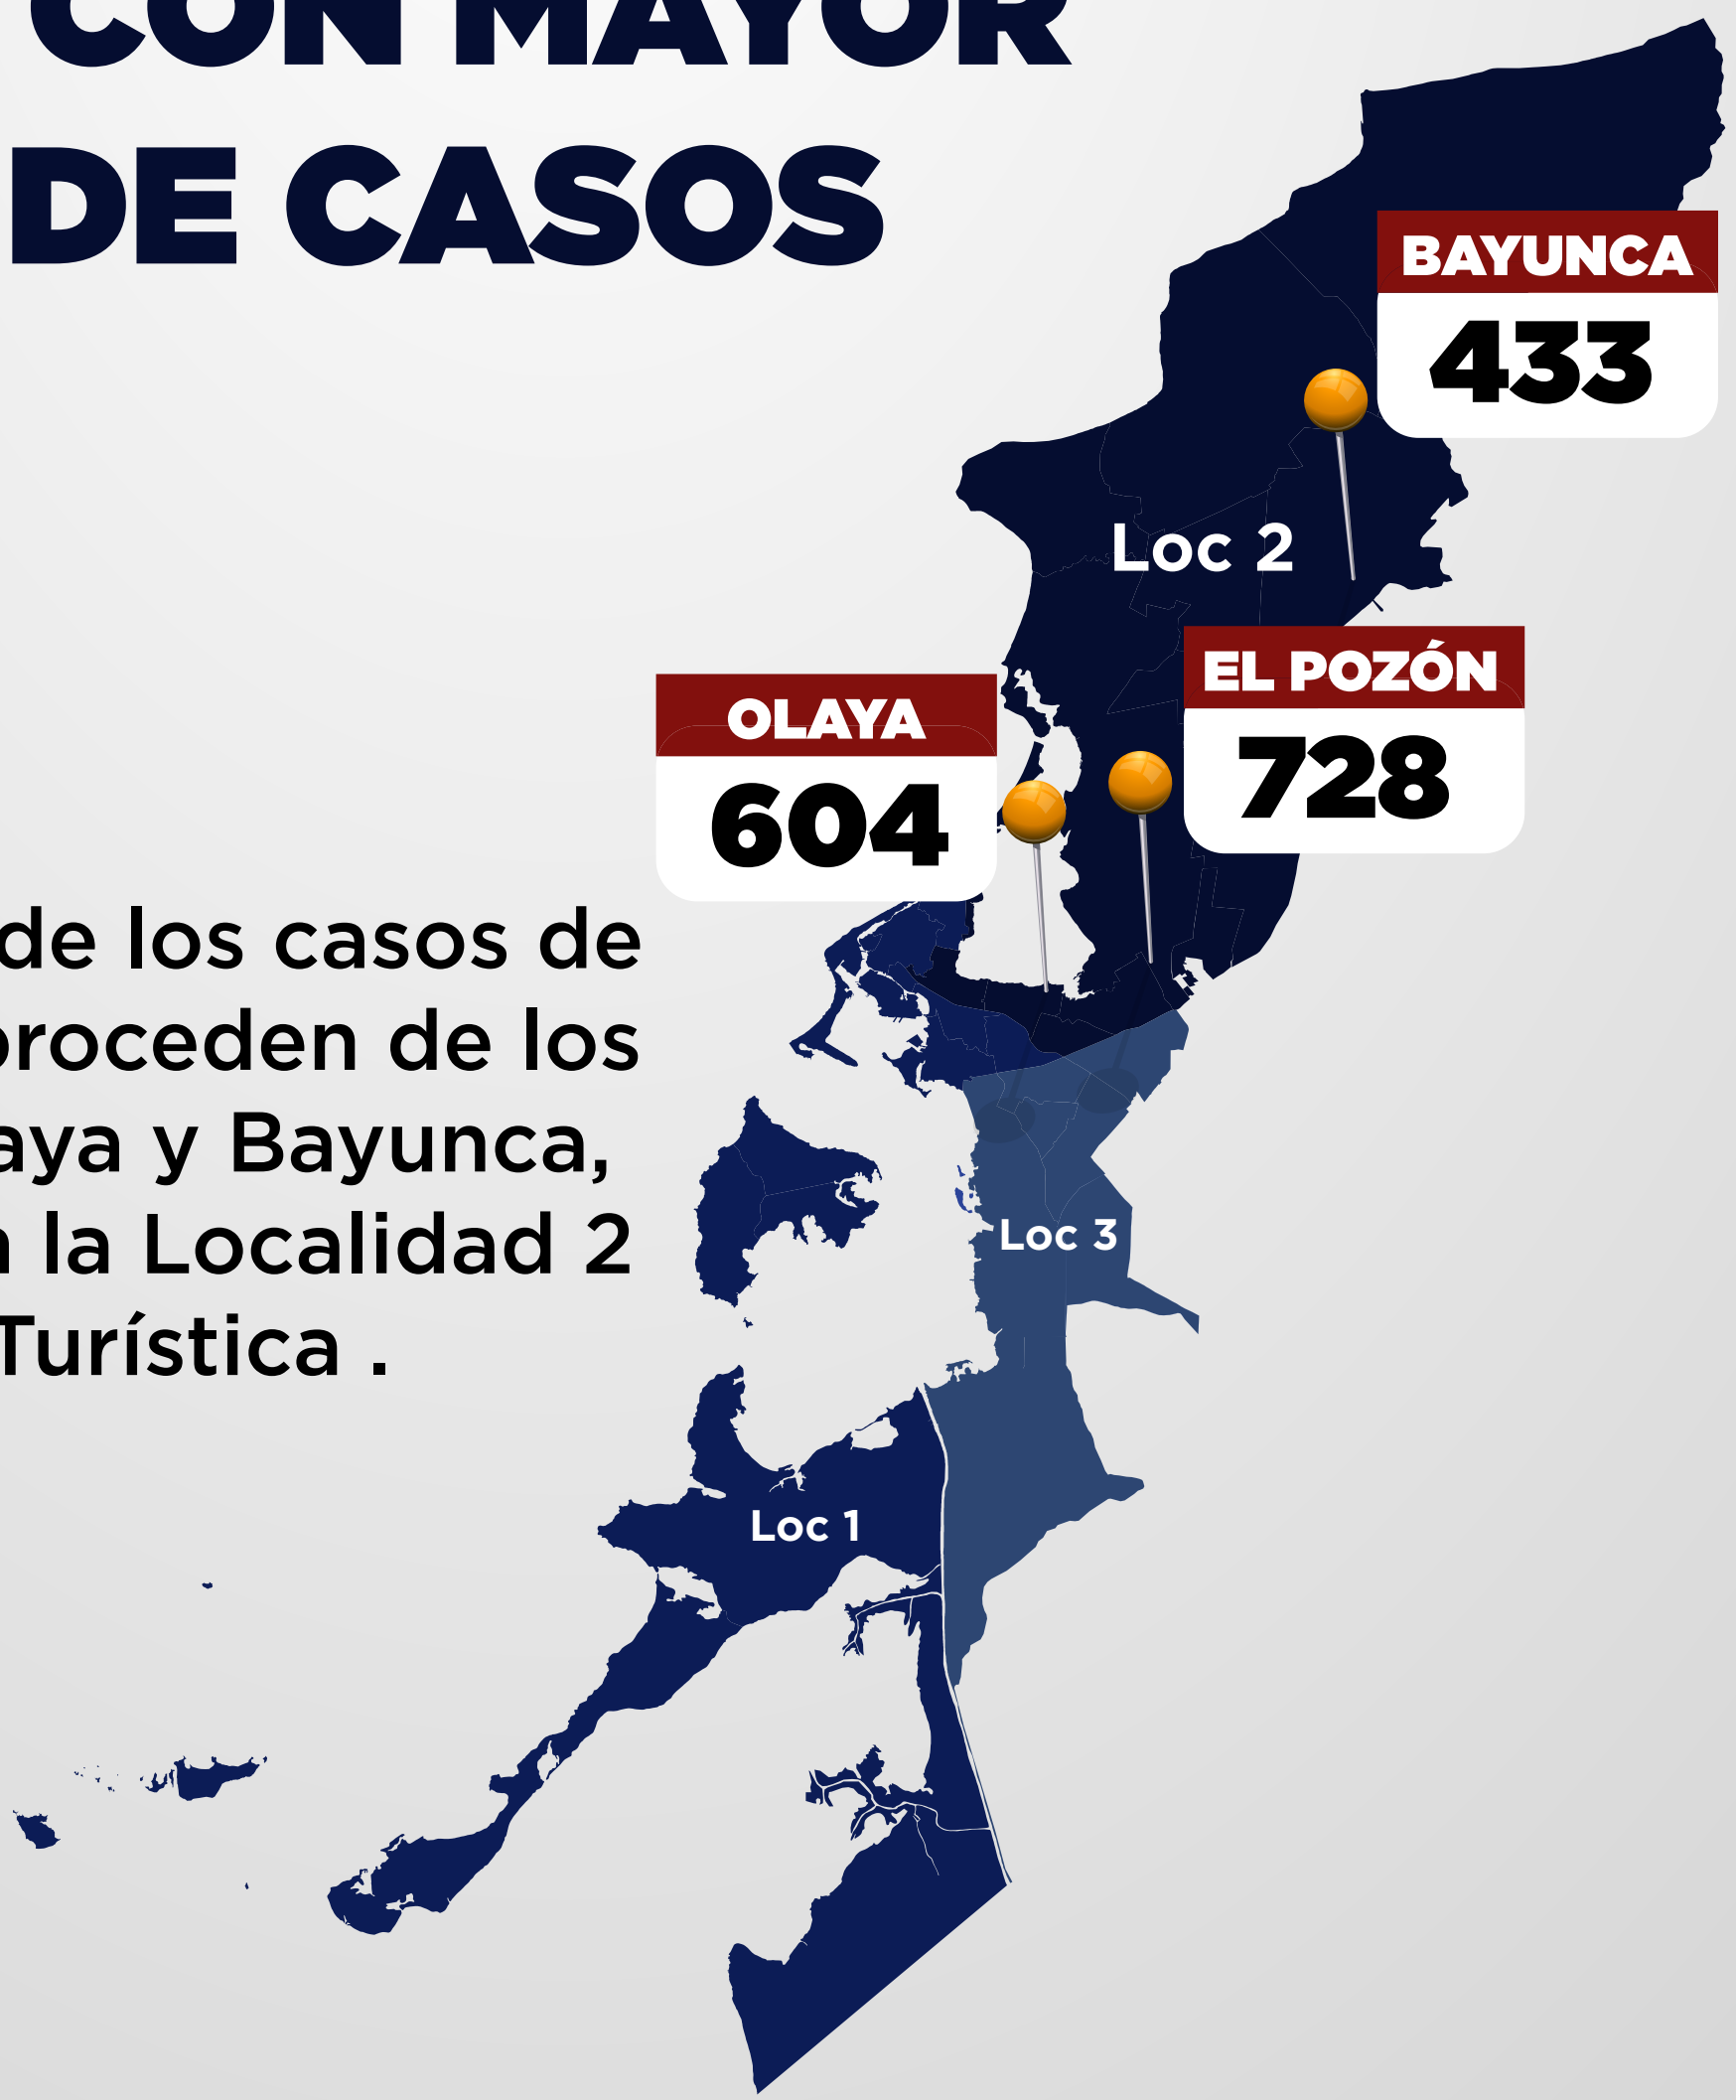 CON MAYOR
DE CASOS
BAYUNCA
433
Loc 2
EL POZÓN
728
OLAYA
604
de los casos de
proceden de los
aya y Bayunca,
la Localidad 2
Turística .
Loc 3
Loc 1